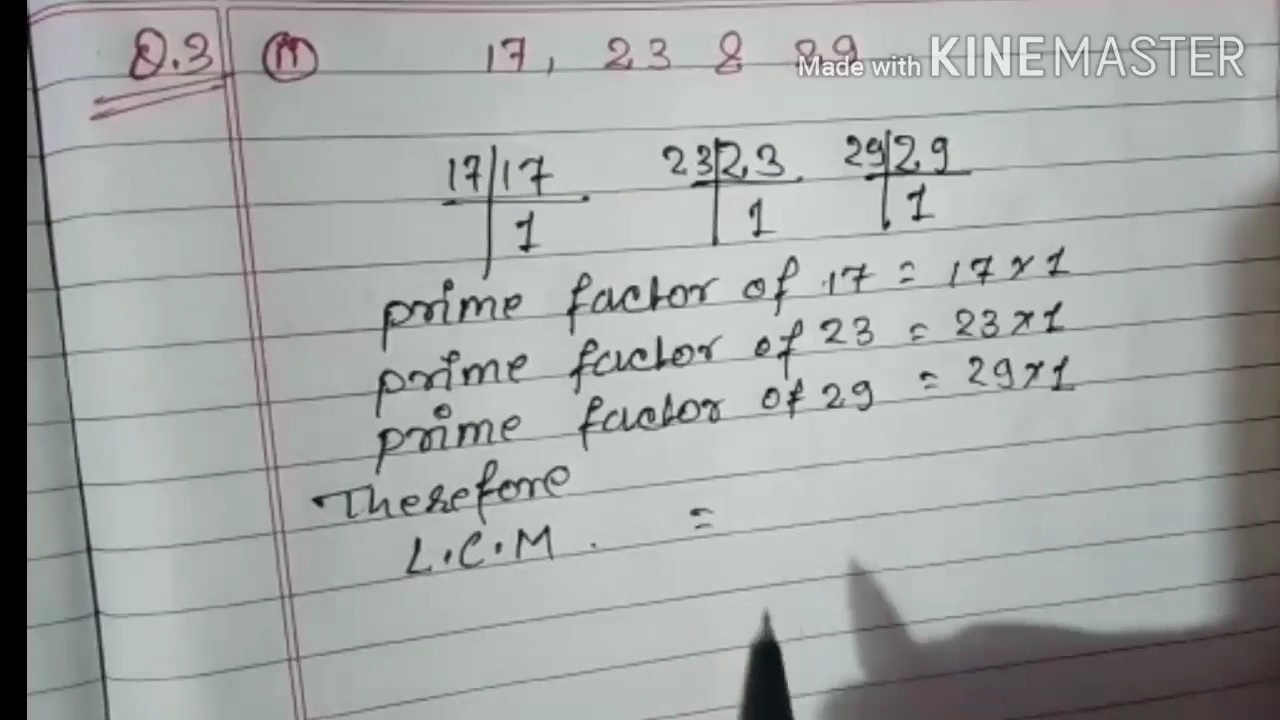 Q.3 (ii) 17, 23 & 29
Made with KINEMASTER
17|17 23|23 29|29
1 1 1
prime factor of 17 = 17×1
prime factor of 23 = 23×1
prime factor of 29 = 29×1
Therefore
L.C.M. =